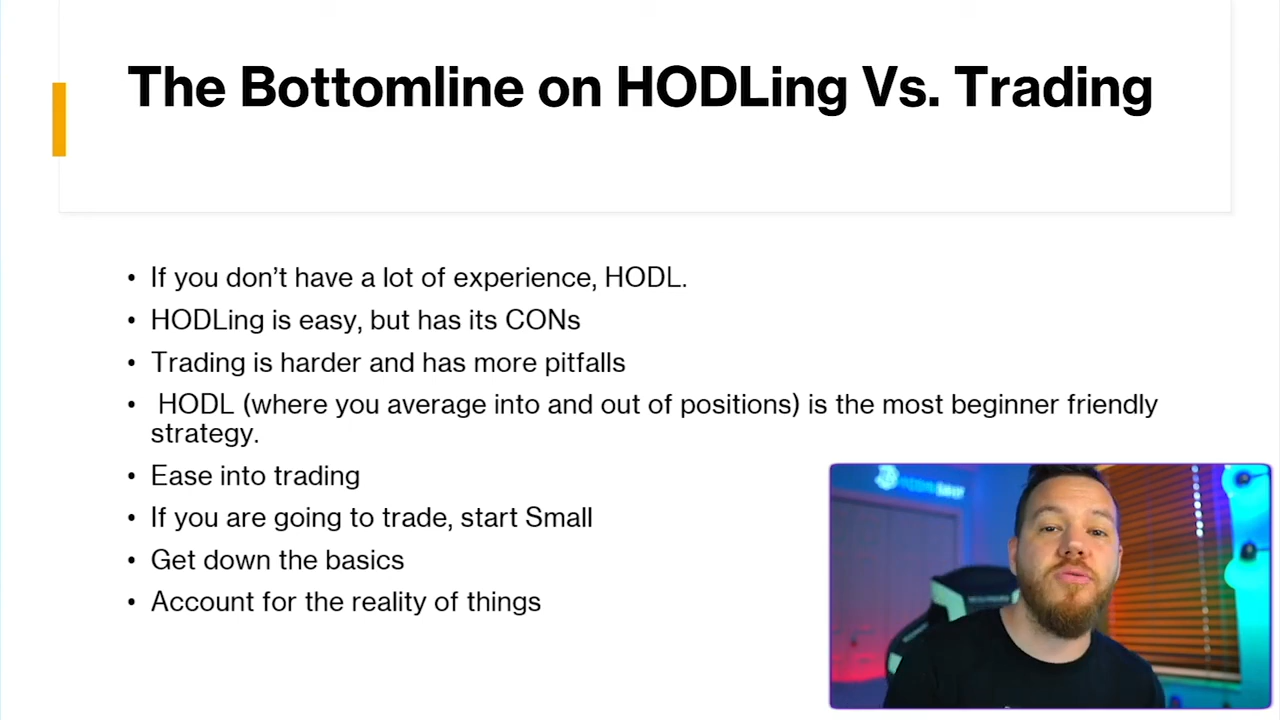 The Bottomline on HODLing Vs. Trading
• If you don’t have a lot of experience, HODL.
• HODLing is easy, but has its CONs
• Trading is harder and has more pitfalls
• HODL (where you average into and out of positions) is the most beginner friendly
strategy.
• Ease into trading
• If you are going to trade, start Small
• Get down the basics
• Account for the reality of things